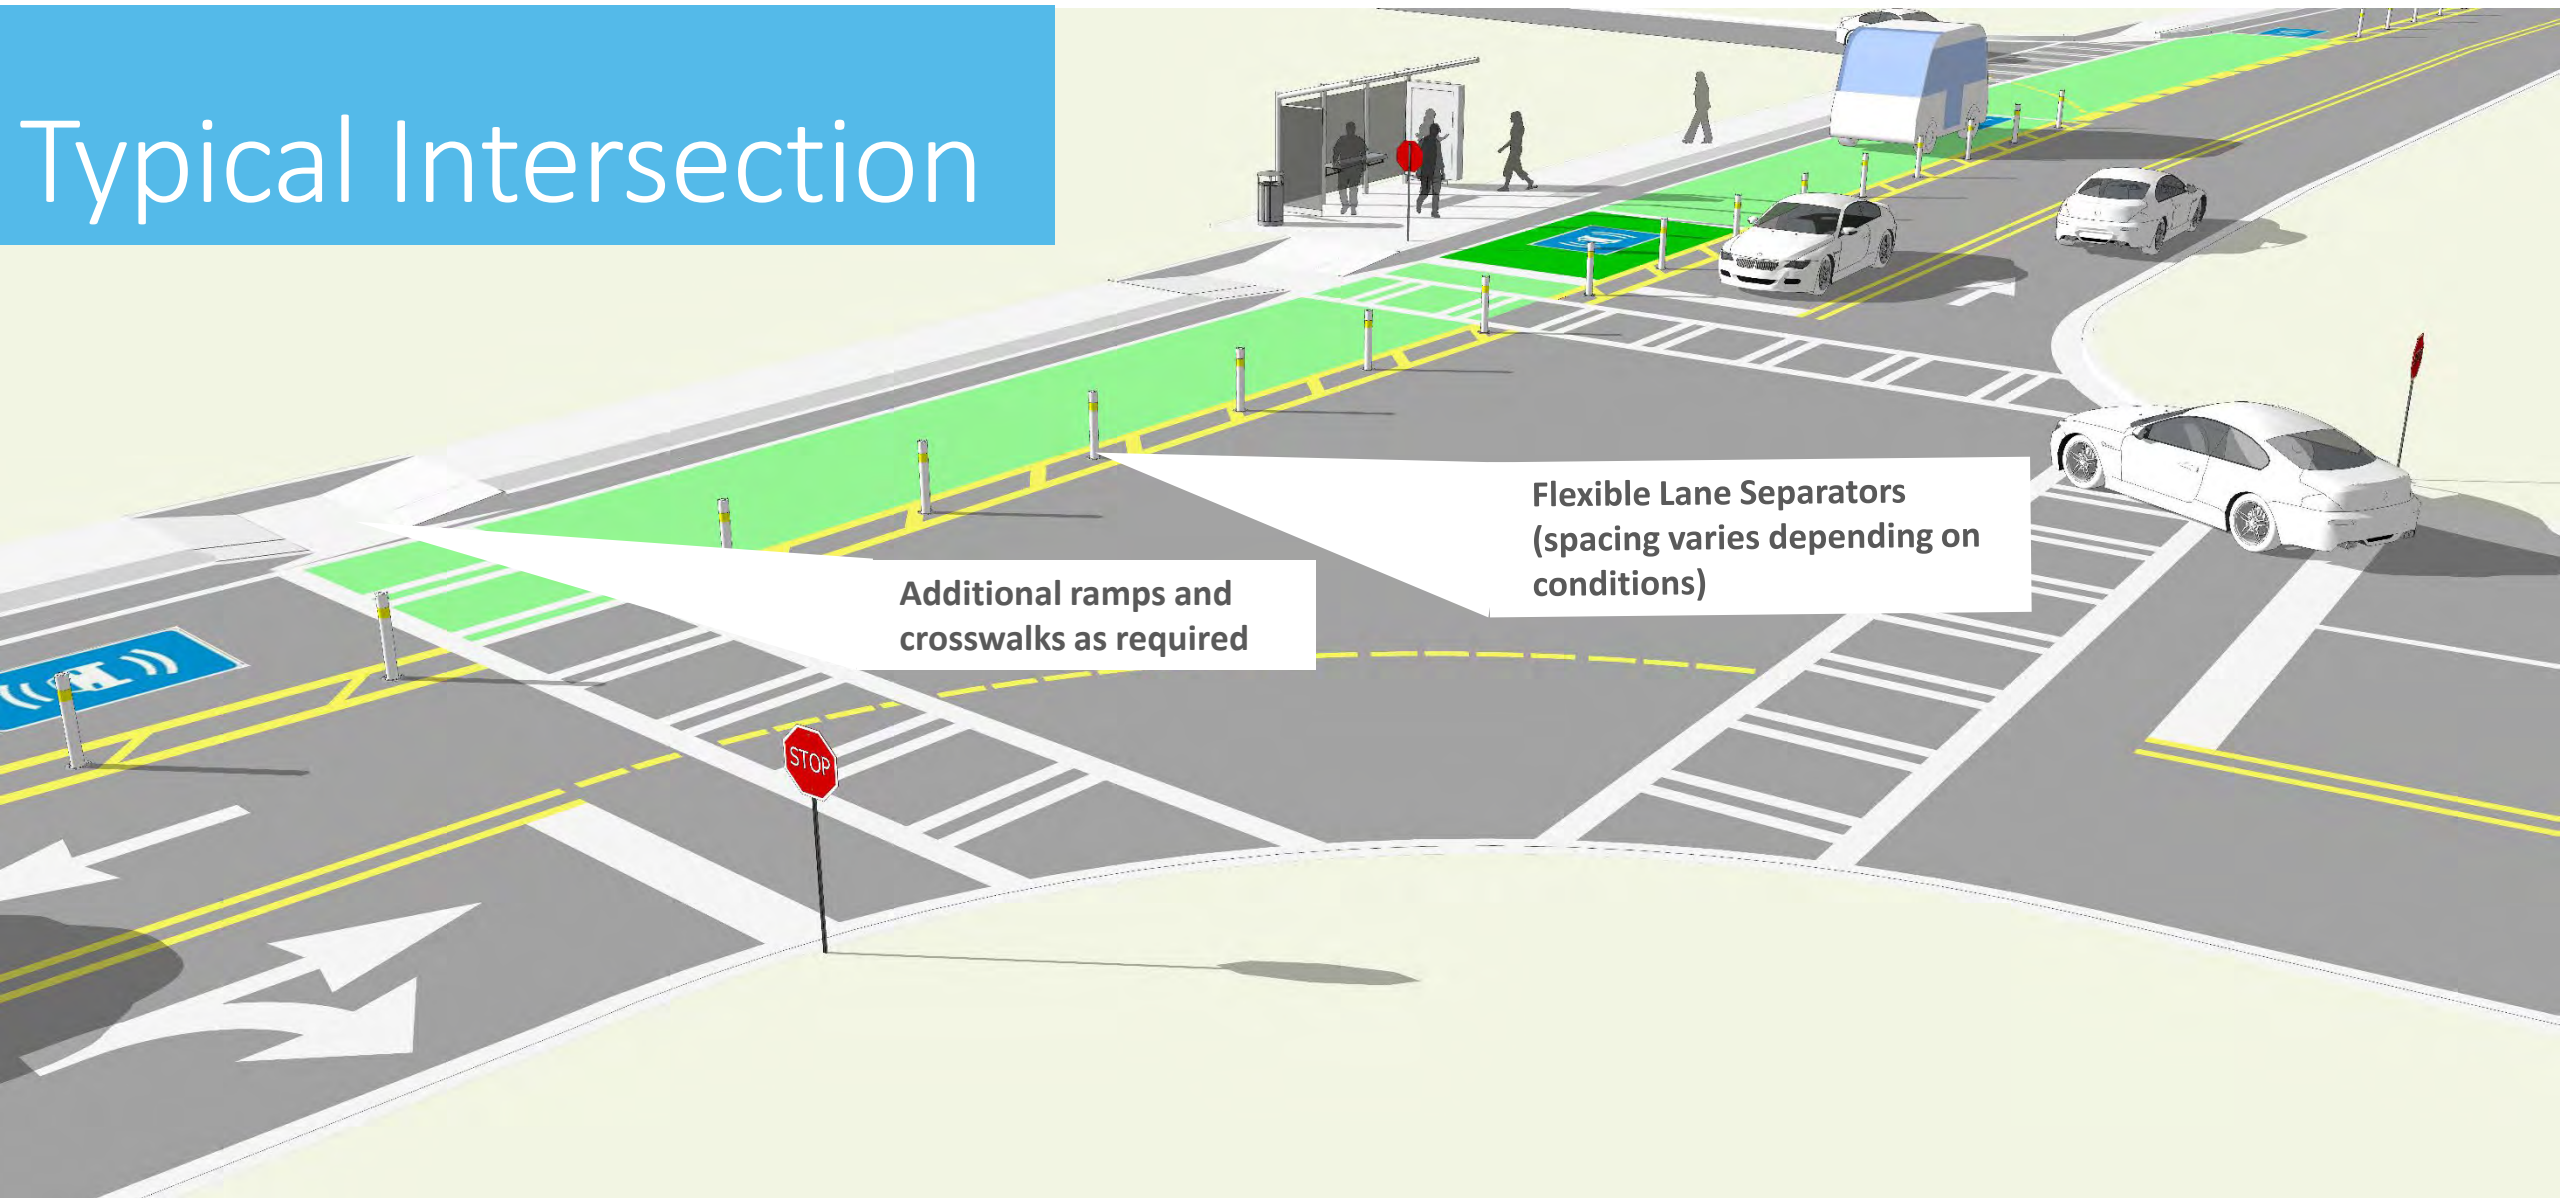 Typical Intersection
Flexible Lane Separators
(spacing varies depending on
conditions)
Additional ramps and
crosswalks as required
STOP